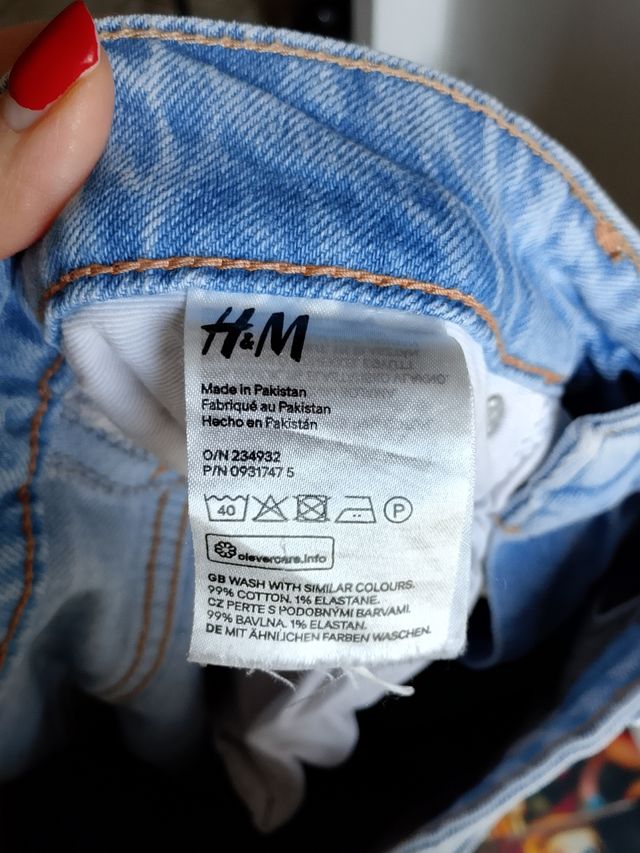 H&M
Made in Pakistan
Fabriqué au Pakistan
Hecho en Pakistán
O/N 234932
P/N 0931747 5
40 P
clevercare.info
GB WASH WITH SIMILAR COLOURS.
99% COTTON. 1% ELASTANE.
CZ PERTE S PODOBNÝMI BARVAMI.
99% BAVLNA. 1% ELASTAN.
DE MIT ÄHNLICHEN FARBEN WASCHEN.